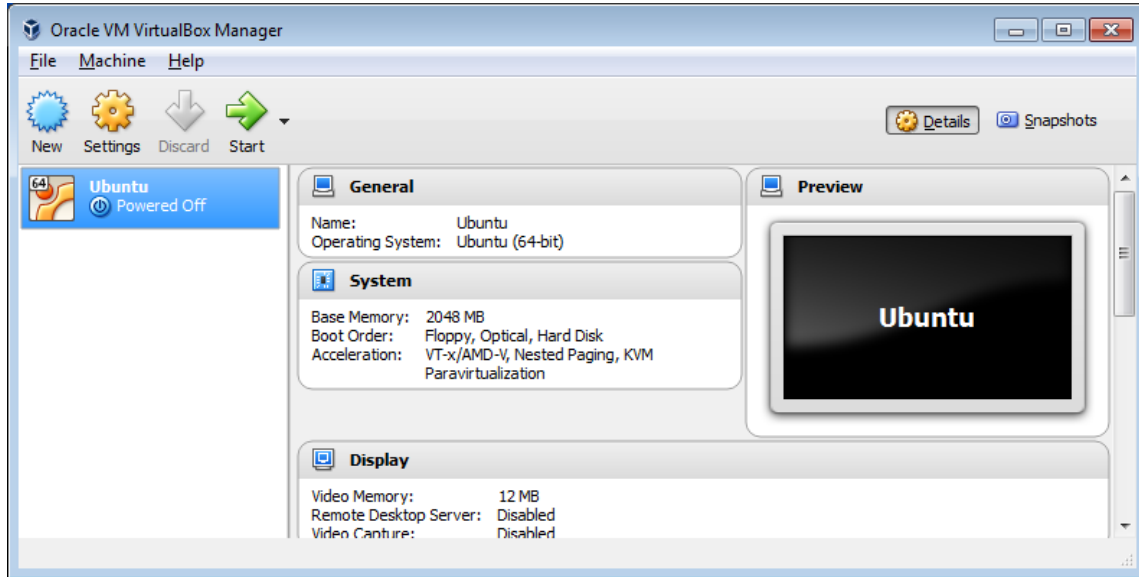 Oracle VM VirtualBox Manager
File Machine Help
New Settings Discard Start
Details Snapshots
64
Ubuntu
Powered Off
General
Name: Ubuntu
Operating System: Ubuntu (64-bit)
System
Base Memory: 2048 MB
Boot Order: Floppy, Optical, Hard Disk
Acceleration: VT-x/AMD-V, Nested Paging, KVM
Paravirtualization
Preview
Ubuntu
Display
Video Memory: 12 MB
Remote Desktop Server: Disabled
Video Capture: Disabled